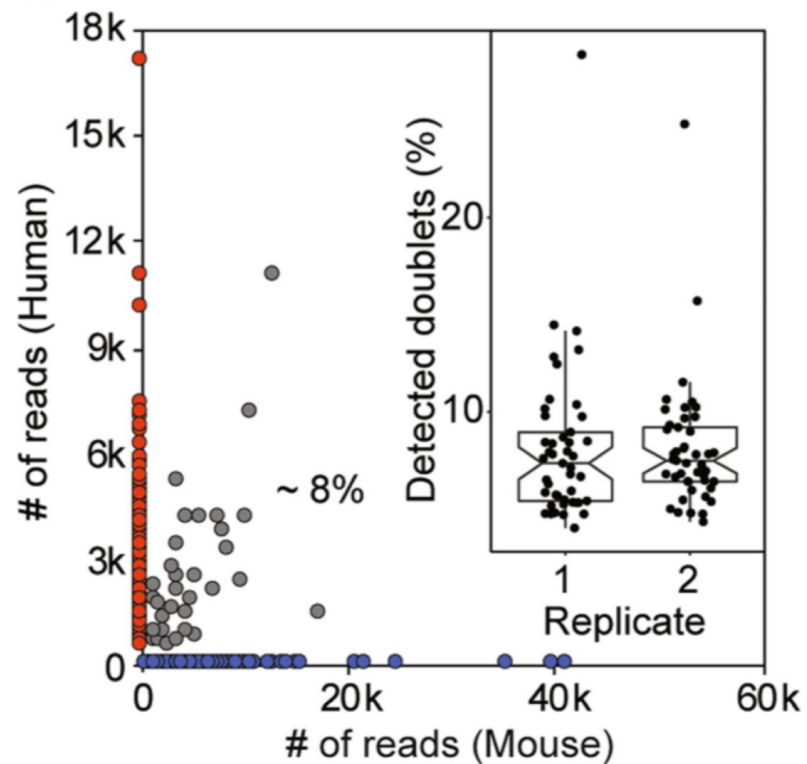 18k
15k
12k
9k
6k
3k
0
# of reads (Human)
~ 8%
Detected doublets (%)
20
10
1 2
Replicate
0 20k 40k 60k
# of reads (Mouse)